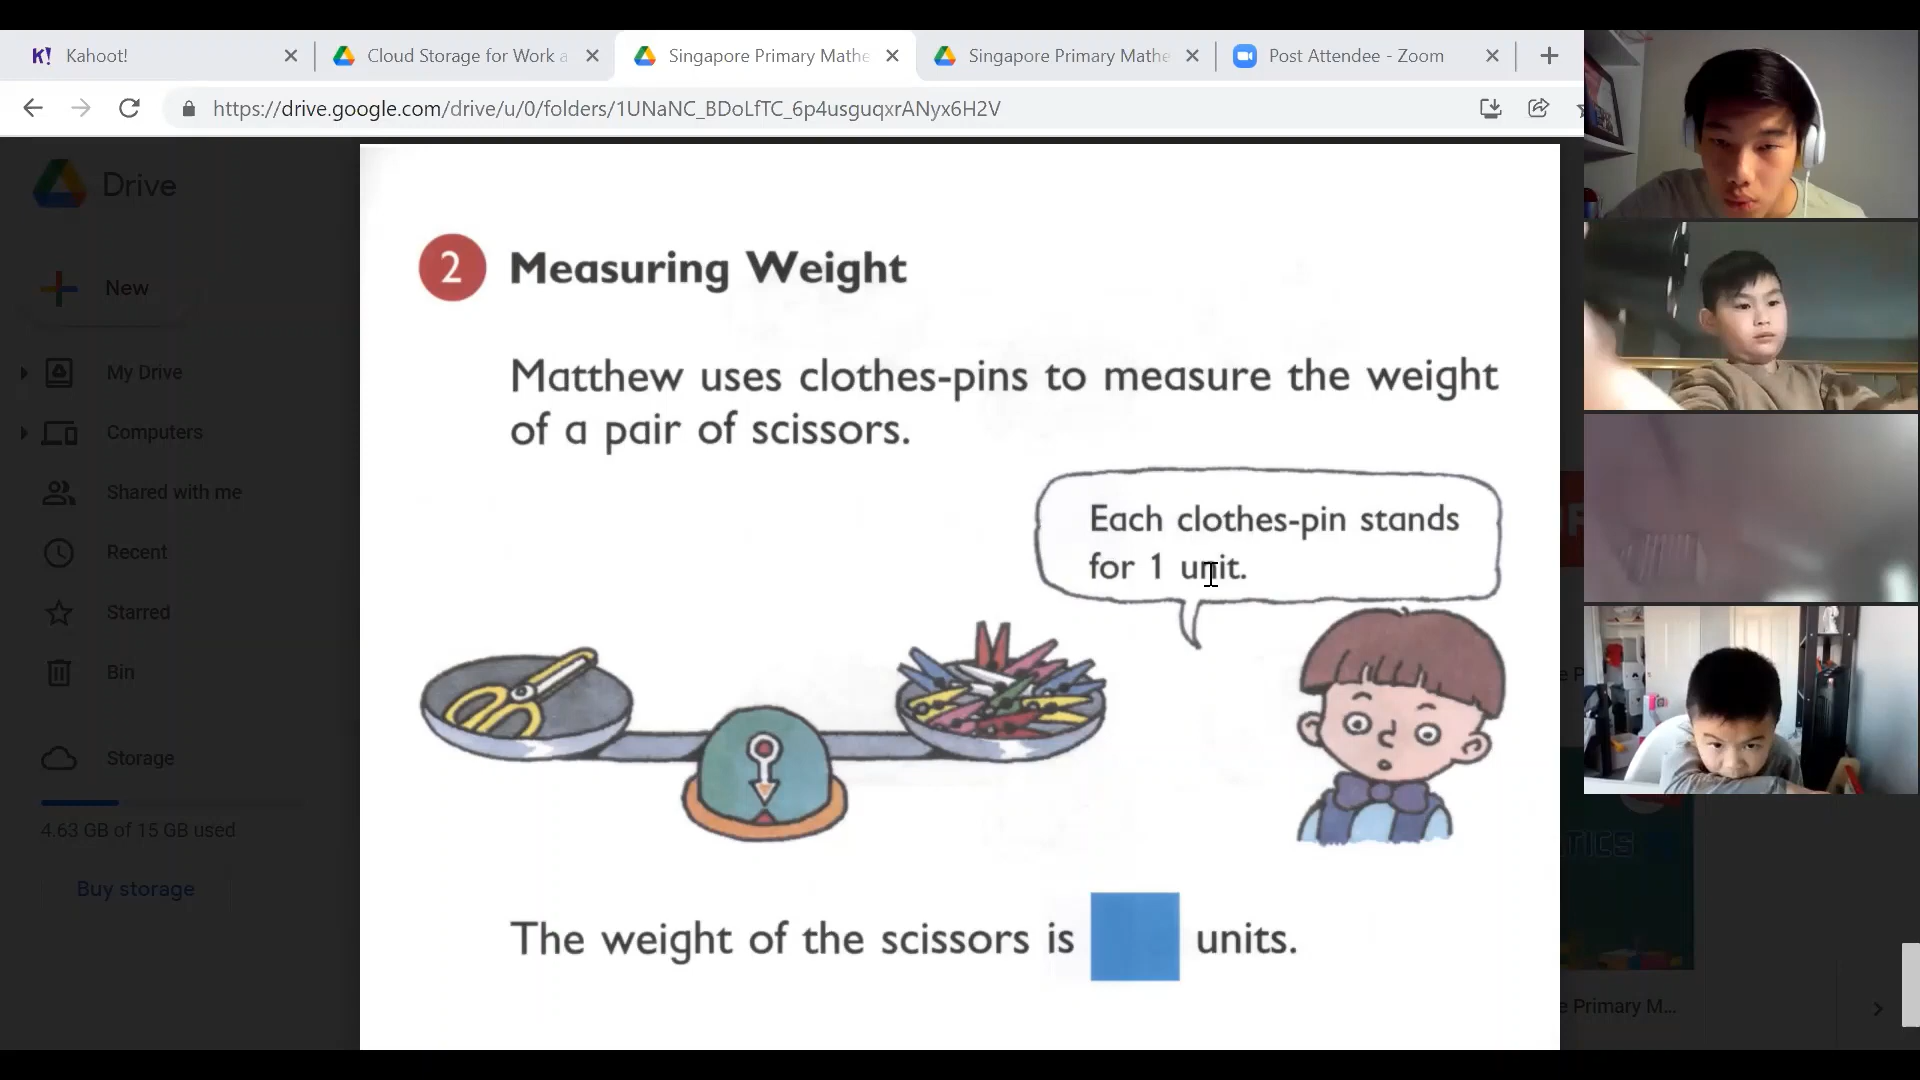 K! Kahoot!
Cloud Storage for Work a
Singapore Primary Mathe
Singapore Primary Mathe
Post Attendee - Zoom
https://drive.google.com/drive/u/0/folders/1UNaNC_BDoLfTC_6p4usguqxrANyx6H2V
Drive
New
My Drive
Computers
Shared with me
Recent
Starred
Bin
Storage
4.63 GB of 15 GB used
Buy storage
2 Measuring Weight
Matthew uses clothes-pins to measure the weight
of a pair of scissors.
Each clothes-pin stands
for 1 unit.
The weight of the scissors is
units.
TICS
e Primary M...